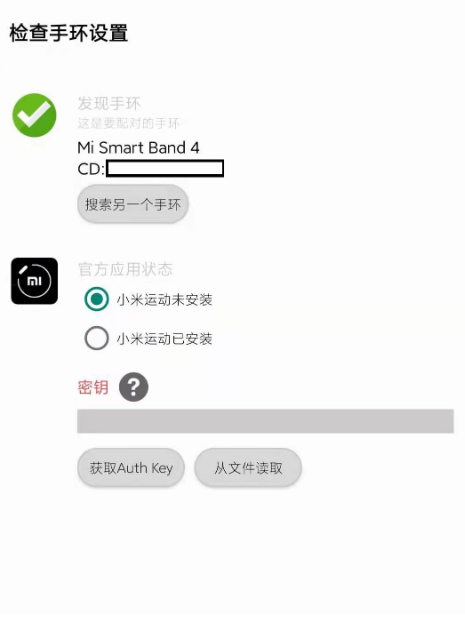 检查手环设置
发现手环
这是要配对的手环
Mi Smart Band 4
CD:
搜索另一个手环
官方应用状态
小米运动未安装
小米运动已安装
密钥 ?
获取Auth Key
从文件读取